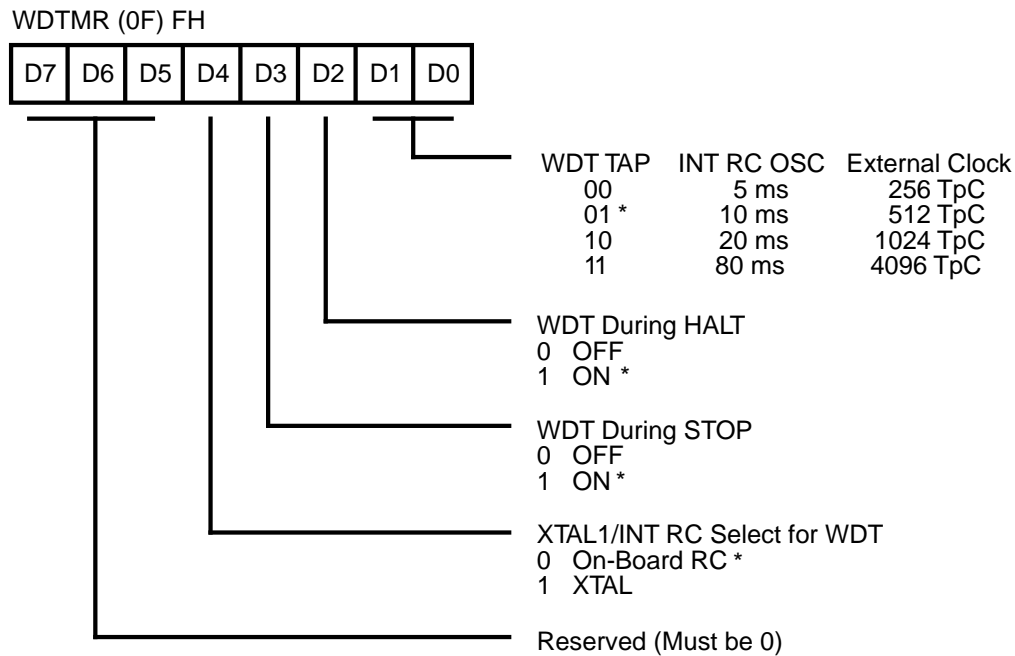 WDTMR (0F) FH
D7 D6 D5 D4 D3 D2 D1 D0
WDT TAP INT RC OSC External Clock
00 5 ms 256 TpC
01 * 10 ms 512 TpC
10 20 ms 1024 TpC
11 80 ms 4096 TpC
WDT During HALT
0 OFF
1 ON *
WDT During STOP
0 OFF
1 ON *
XTAL1/INT RC Select for WDT
0 On-Board RC *
1 XTAL
Reserved (Must be 0)